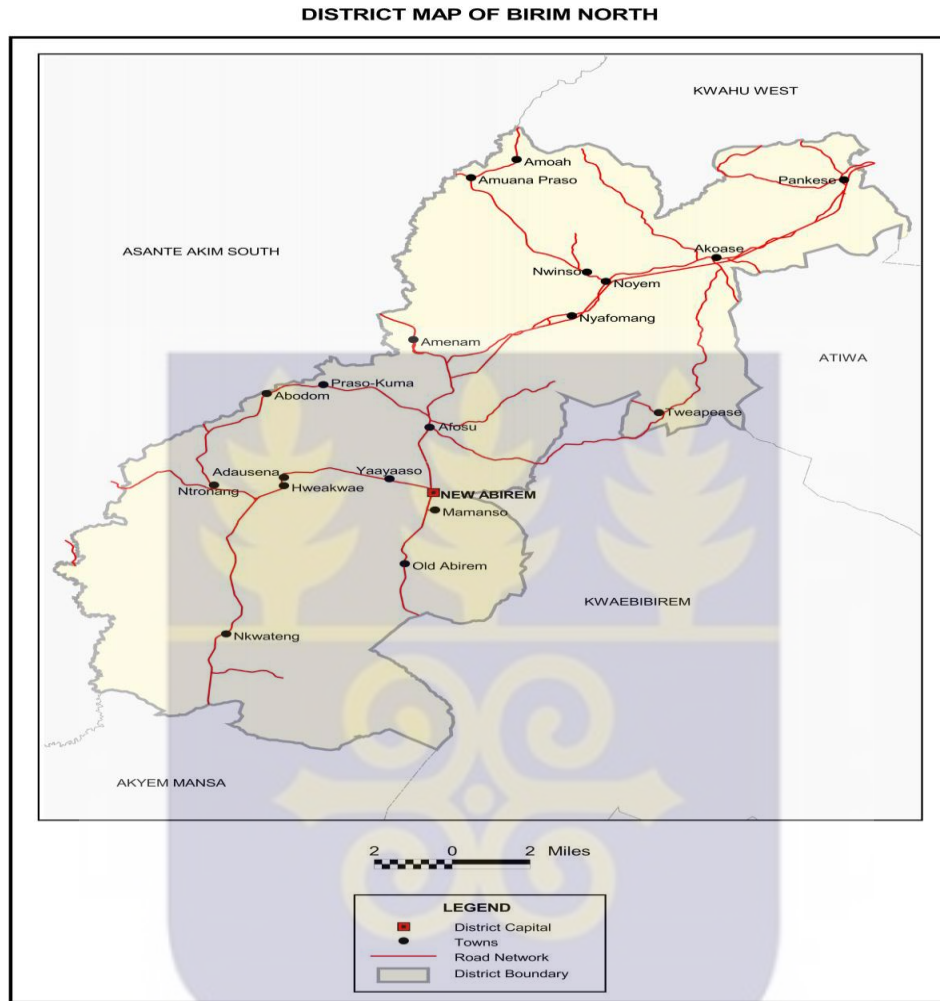 DISTRICT MAP OF BIRIM NORTH
KWAHU WEST
Amoah
Amuana Praso
Pankese
ASANTE AKIM SOUTH
Akoase
Nwinso
Noyem
Nyafomang
Amenam
ATIWA
Praso-Kuma
Abodom
Tweapease
Afosu
Adausena
Yaayaaso
Ntronang
Hweakwae
NEW ABIREM
Mamanso
Old Abirem
KWAEBIBIREM
Nkwateng
AKYEM MANSA
2 0 2 Miles
LEGEND
District Capital
Towns
Road Network
District Boundary